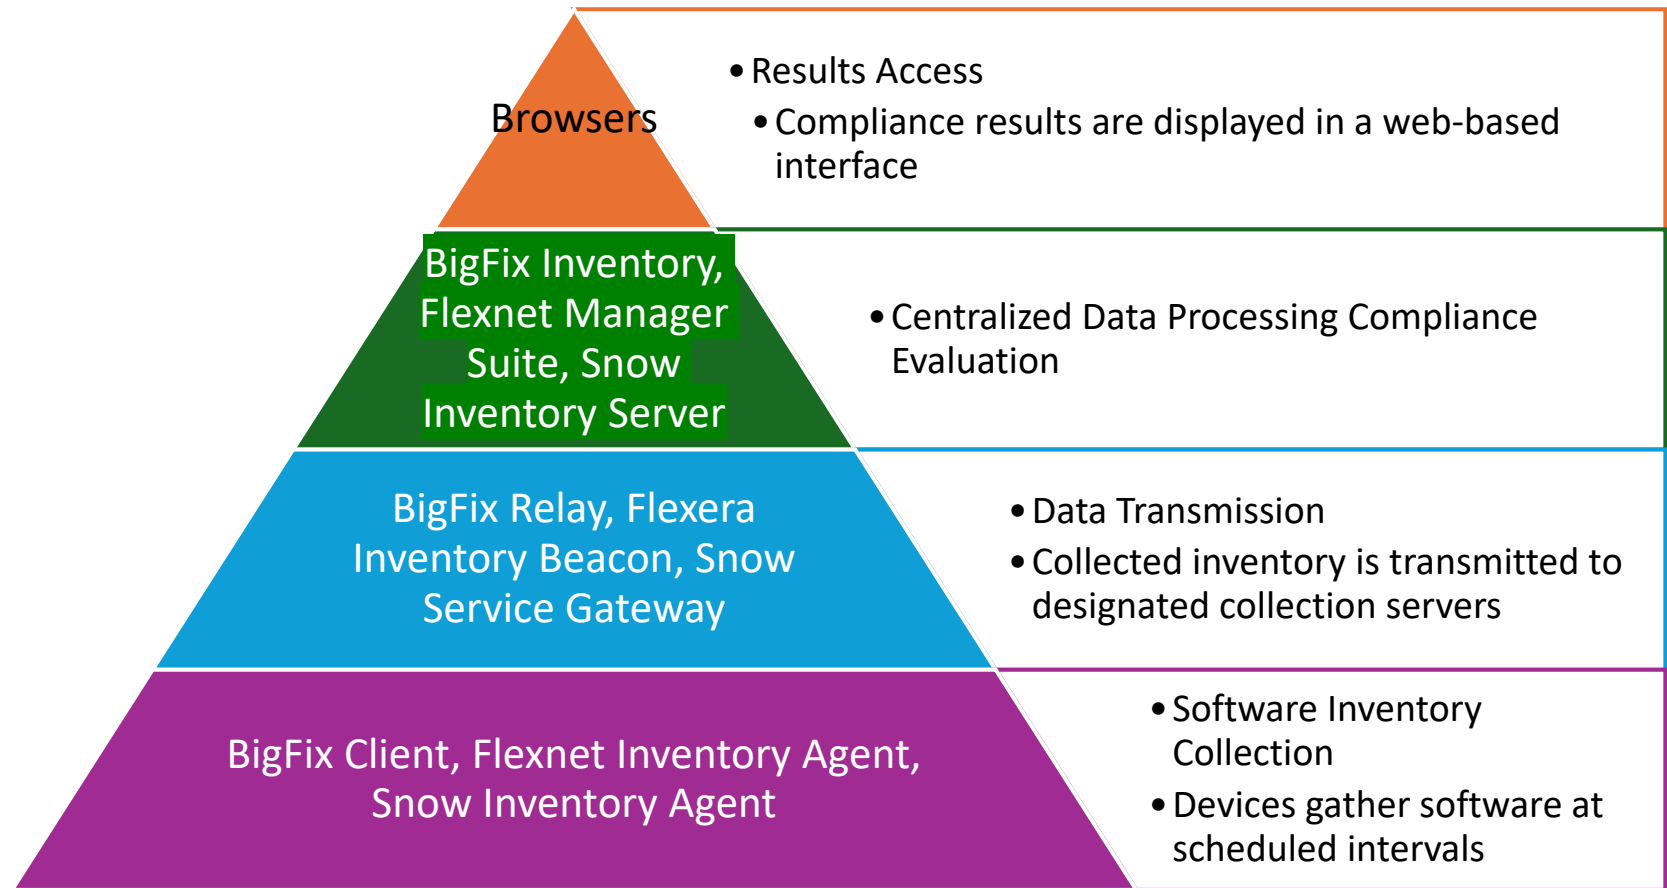 Browsers
• Results Access
• Compliance results are displayed in a web-based
interface
BigFix Inventory,
Flexnet Manager
Suite, Snow
Inventory Server
• Centralized Data Processing Compliance
Evaluation
BigFix Relay, Flexera
Inventory Beacon, Snow
Service Gateway
• Data Transmission
• Collected inventory is transmitted to
designated collection servers
BigFix Client, Flexnet Inventory Agent,
Snow Inventory Agent
• Software Inventory
Collection
• Devices gather software at
scheduled intervals